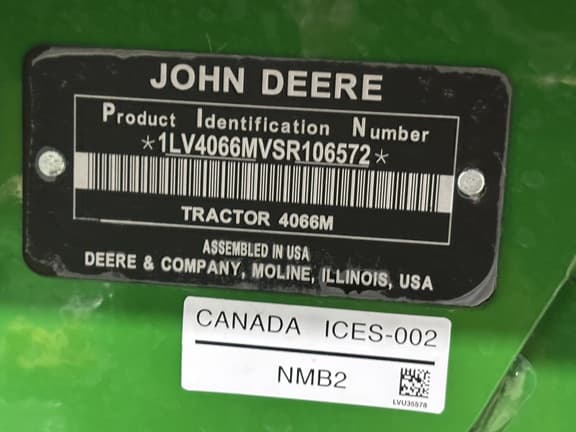 JOHN DEERE
Product Identification Number
*1LV4066MVSR106572*
TRACTOR 4066M
ASSEMBLED IN USA
DEERE & COMPANY, MOLINE, ILLINOIS, USA
CANADA ICES-002
NMB2
LVU35578